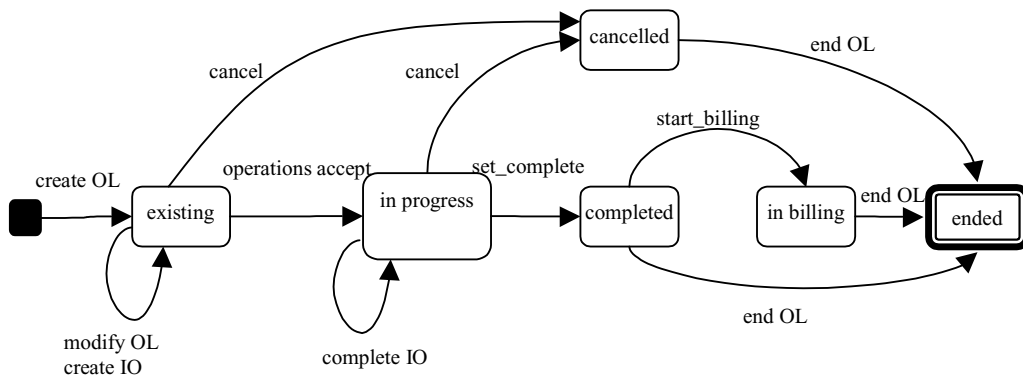 cancelled
end OL
cancel
cancel
start_billing
create OL
operations accept
set_complete
existing
in progress
completed
in billing
end OL
ended
end OL
modify OL
create IO
complete IO